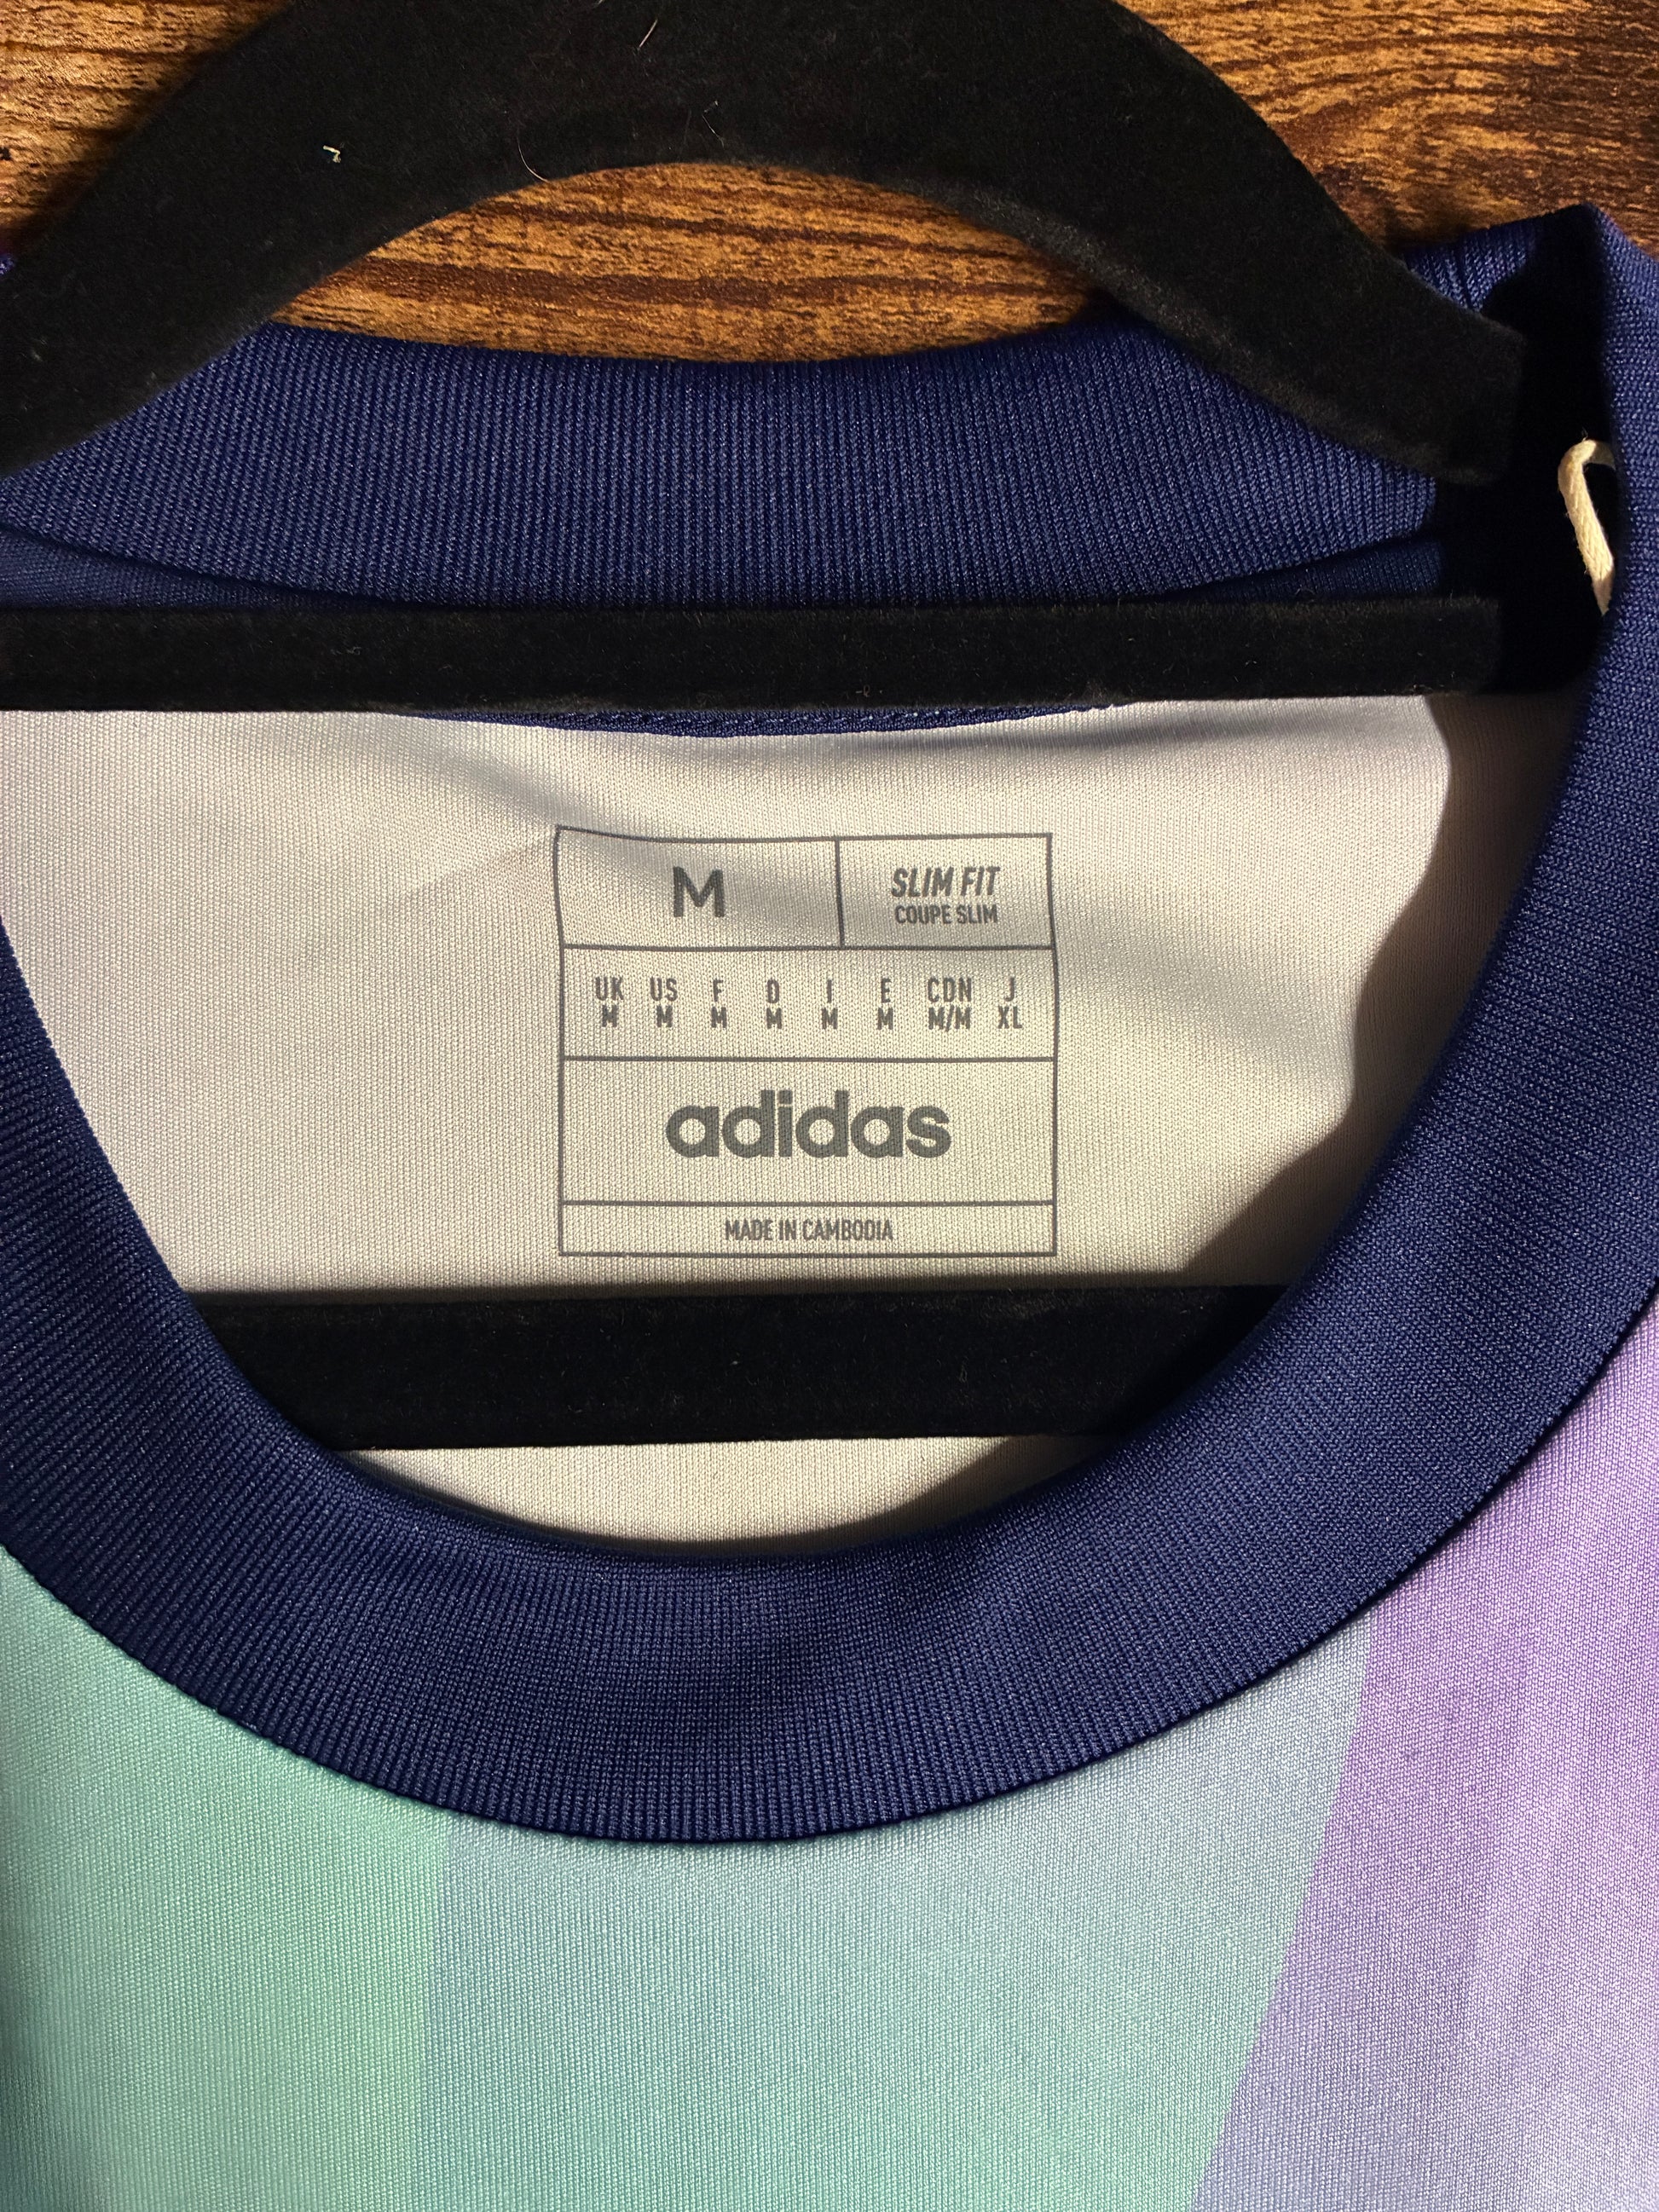 M
SLIM FIT
COUPE SLIM
UK US F D I E CDN J
M M M M M M M/M XL
adidas
MADE IN CAMBODIA